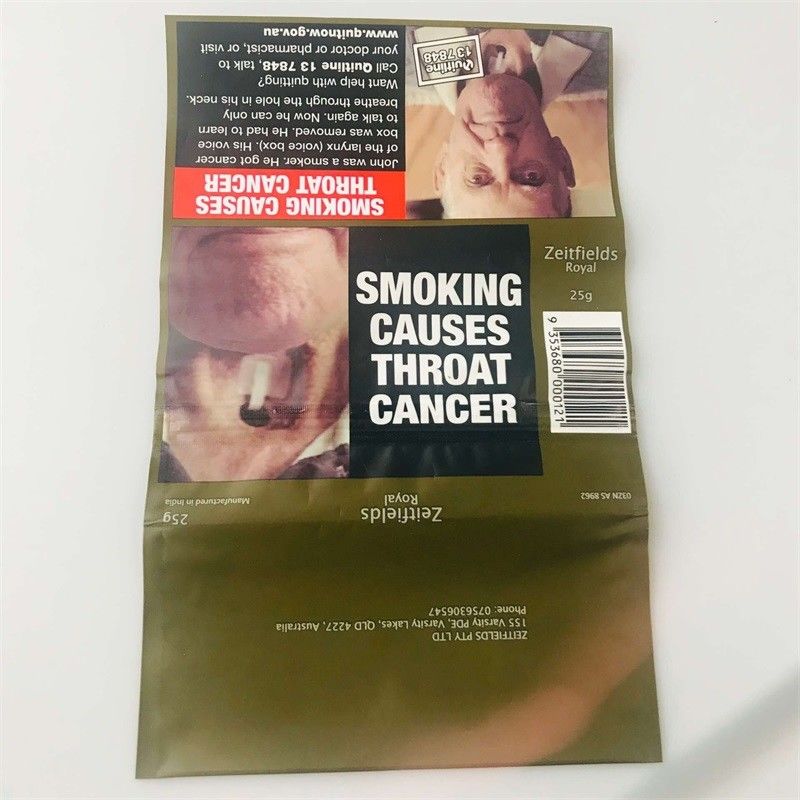 www.quitnow.gov.au
your doctor or pharmacist, or visit
Call Quitline 13 7848, talk to
Want help with quitting?
breathe through the hole in his neck.
to talk again. Now he can only
box was removed. He had to learn
of the larynx (voice box). His voice
John was a smoker. He got cancer
THROAT CANCER
SMOKING CAUSES
Quitline
13 7848
SMOKING
CAUSES
THROAT
CANCER
Zeitfields
Royal
25g
9 353680 000121
Manufactured in India
25g
Royal
Zeitfields
03ZN AS 8962
Phone: 0756306547
155 Varsity PDE, Varsity Lakes, QLD 4227, Australia
ZEITFIELDS PTY LTD